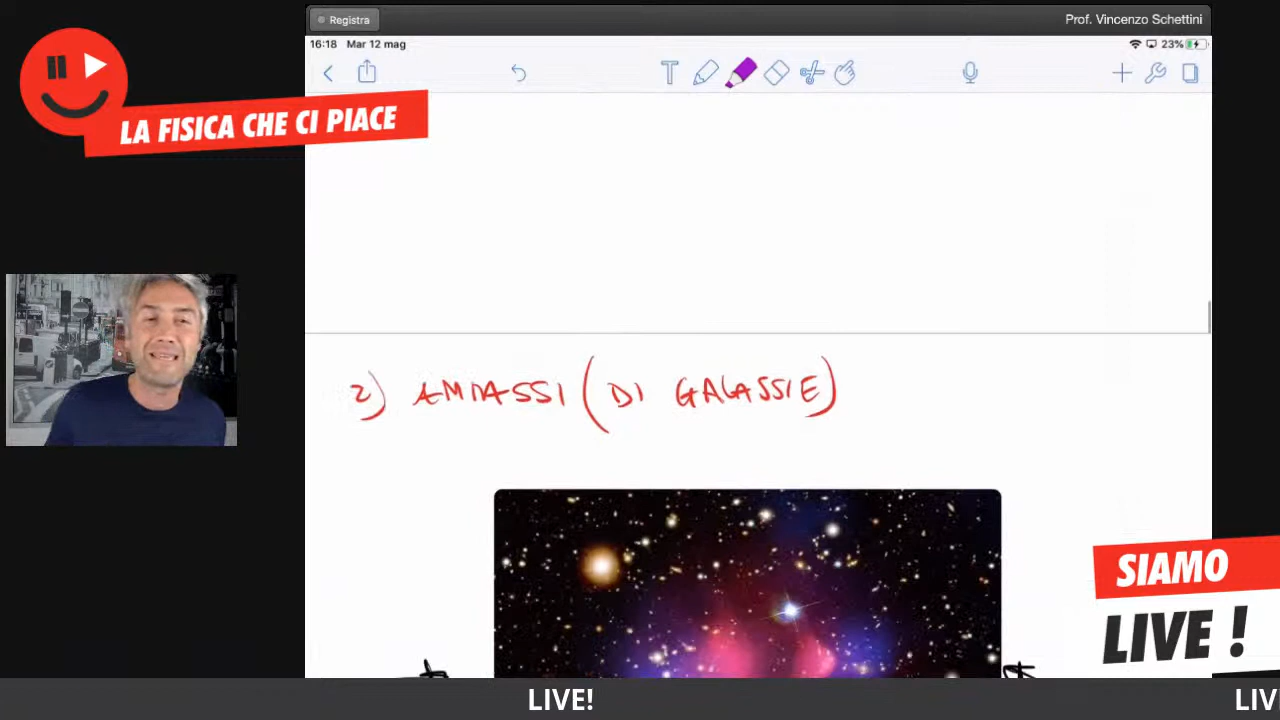 Registra
Prof. Vincenzo Schettini
16:18 Mar 12 mag
23%
LA FISICA CHE CI PIACE
2) AMMASSI (DI GALASSIE)
SIAMO
LIVE !
LIVE!
LIV